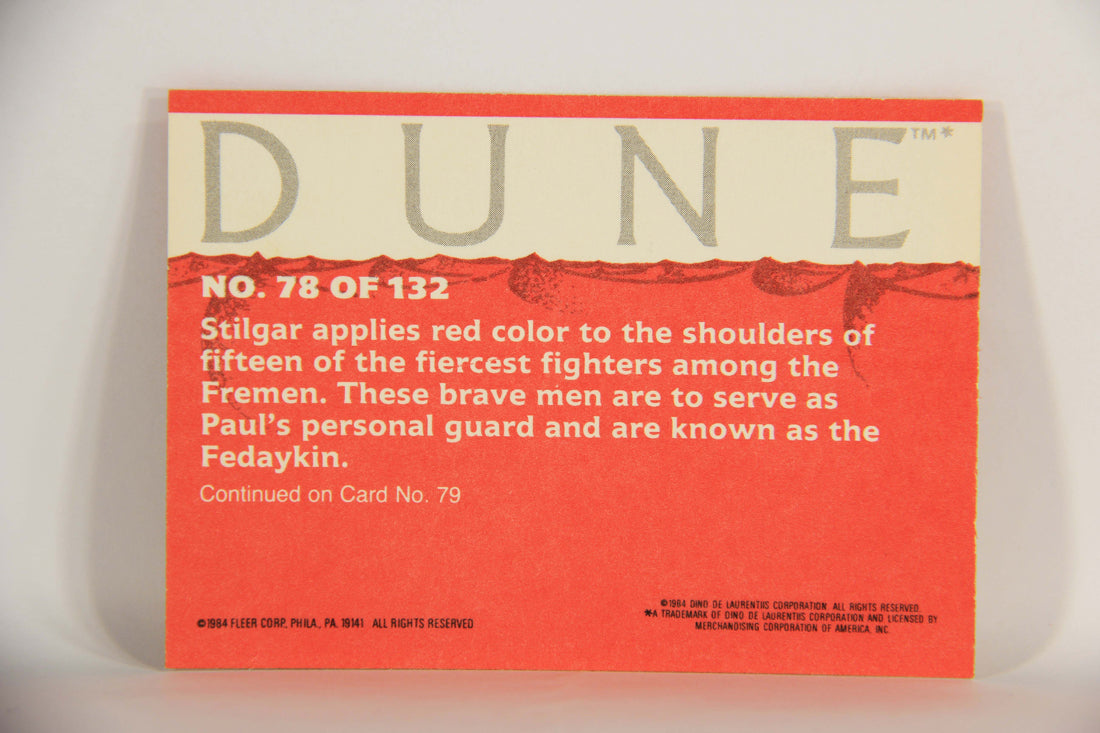 DUNE TM*
NO. 78 OF 132
Stilgar applies red color to the shoulders of
fifteen of the fiercest fighters among the
Fremen. These brave men are to serve as
Paul's personal guard and are known as the
Fedaykin.
Continued on Card No. 79
©1984 FLEER CORP. PHILA., PA. 19141 ALL RIGHTS RESERVED
©1984 DINO DE LAURENTIIS CORPORATION. ALL RIGHTS RESERVED.
*A TRADEMARK OF DINO DE LAURENTIIS CORPORATION AND LICENSED BY
MERCHANDISING CORPORATION OF AMERICA, INC.